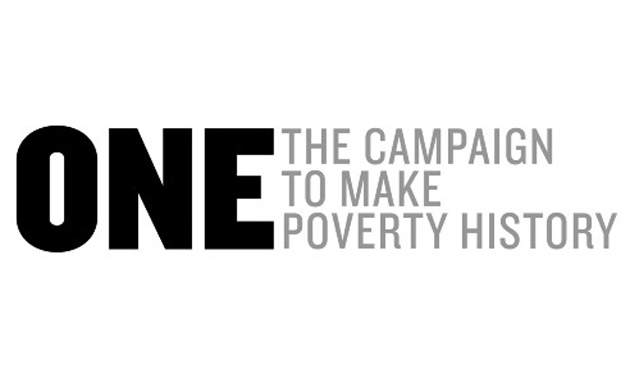 ONE
THE CAMPAIGN
TO MAKE
POVERTY HISTORY